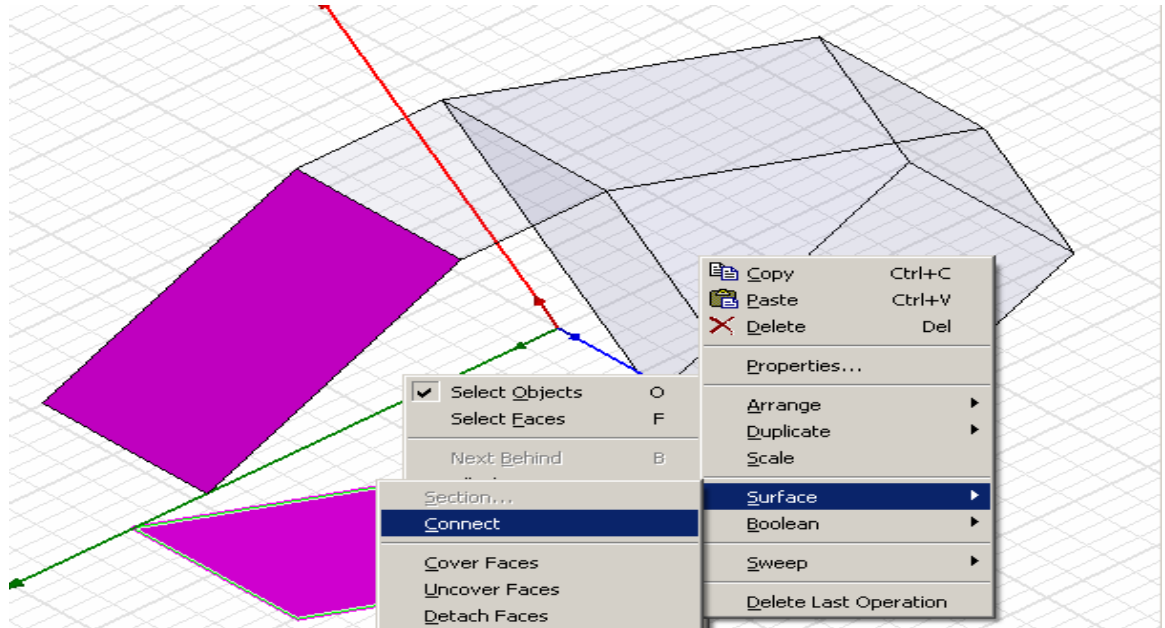 Copy Ctrl+C
Paste Ctrl+V
Delete Del
Properties...
Arrange
Duplicate
Scale
Surface
Boolean
Sweep
Delete Last Operation
Select Objects O
Select Faces F
Next Behind B
Section...
Connect
Cover Faces
Uncover Faces
Detach Faces